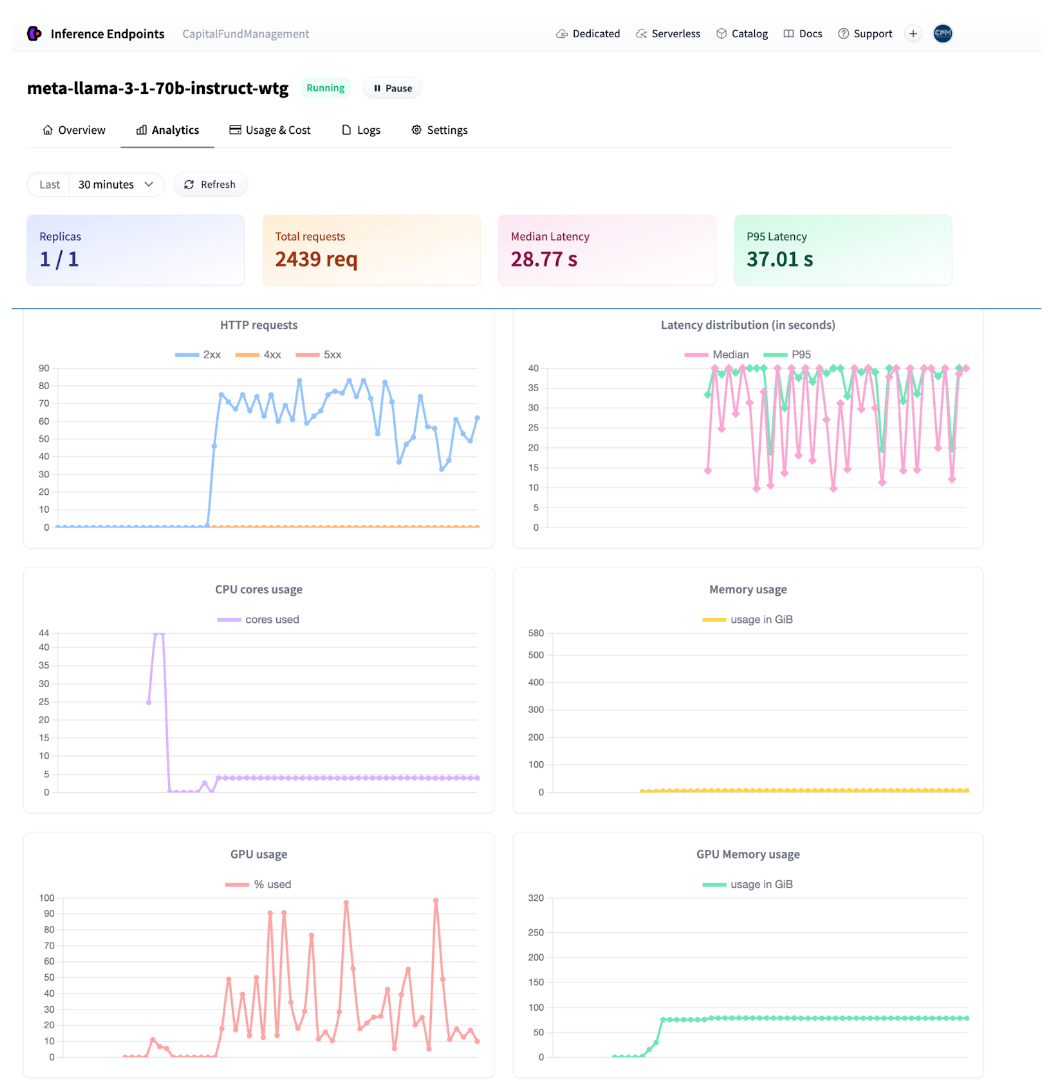 Inference Endpoints CapitalFundManagement Dedicated Serverless Catalog Docs Support + CFM
meta-llama-3-1-70b-instruct-wtg Running Pause
Overview Analytics Usage & Cost Logs Settings
Last 30 minutes Refresh
Replicas
1 / 1
Total requests
2439 req
Median Latency
28.77 s
P95 Latency
37.01 s
HTTP requests
2xx 4xx 5xx
90
80
70
60
50
40
30
20
10
0
Latency distribution (in seconds)
Median P95
40
35
30
25
20
15
10
5
0
CPU cores usage
cores used
44
40
35
30
25
20
15
10
5
0
Memory usage
usage in GiB
580
500
400
300
200
100
0
GPU usage
% used
100
90
80
70
60
50
40
30
20
10
0
GPU Memory usage
usage in GiB
320
250
200
150
100
50
0